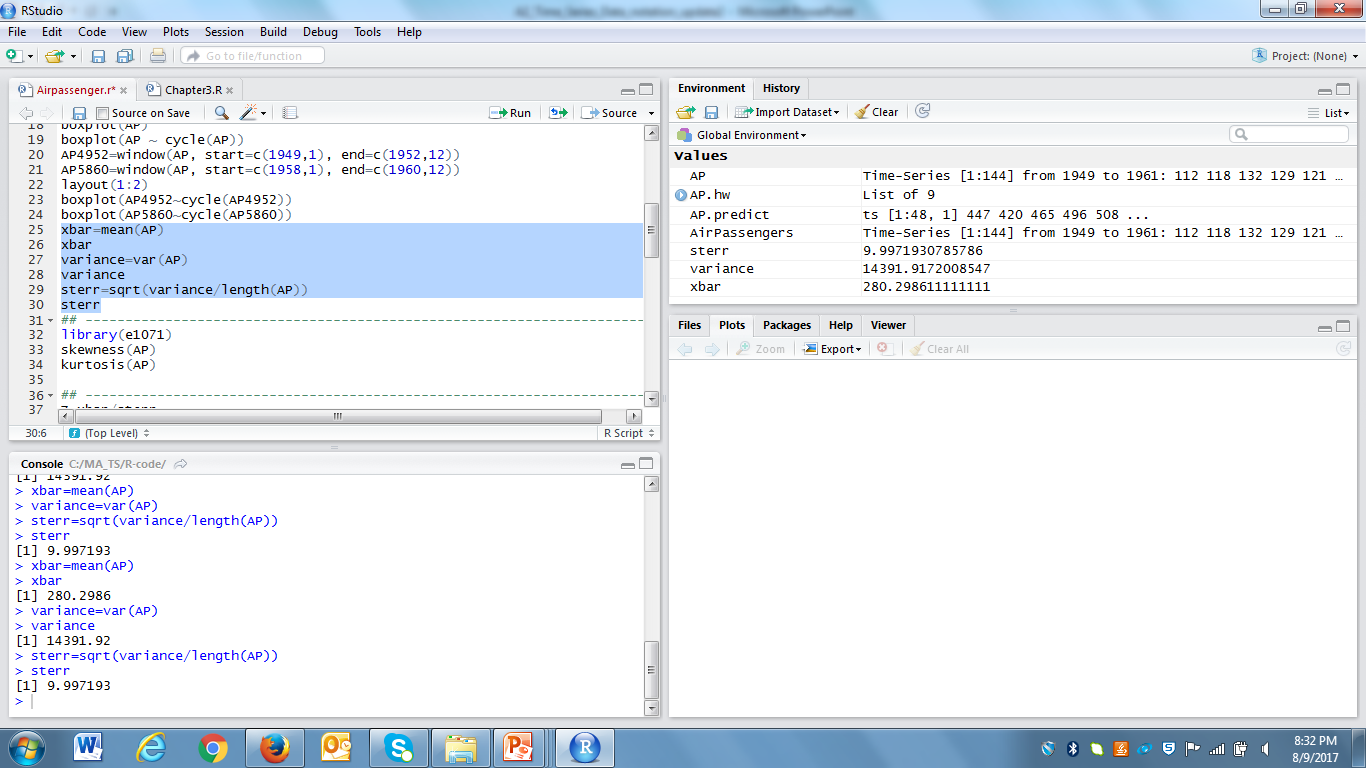 RStudio
File Edit Code View Plots Session Build Debug Tools Help
Go to file/function
Project: (None)
Airpassenger.r*
Chapter3.R
Source on Save
Run
Source
18 boxplot(AP)
19 boxplot(AP ~ cycle(AP))
20 AP4952=window(AP, start=c(1949,1), end=c(1952,12))
21 AP5860=window(AP, start=c(1958,1), end=c(1960,12))
22 layout(1:2)
23 boxplot(AP4952~cycle(AP4952))
24 boxplot(AP5860~cycle(AP5860))
25 xbar=mean(AP)
26 xbar
27 variance=var(AP)
28 variance
29 sterr=sqrt(variance/length(AP))
30 sterr
31 ## ----------------------------------------------------------------------
32 library(e1071)
33 skewness(AP)
34 kurtosis(AP)
35
36 ## ----------------------------------------------------------------------
37
30:6 (Top Level) R Script
Console C:/MA_TS/R-code/
[1] 14391.92
> xbar=mean(AP)
> variance=var(AP)
> sterr=sqrt(variance/length(AP))
> sterr
[1] 9.997193
> xbar=mean(AP)
> xbar
[1] 280.2986
> variance=var(AP)
> variance
[1] 14391.92
> sterr=sqrt(variance/length(AP))
> sterr
[1] 9.997193
>
Environment History
Import Dataset Clear List
Global Environment
Values
AP Time-Series [1:144] from 1949 to 1961: 112 118 132 129 121 …
AP.hw List of 9
AP.predict ts [1:48, 1] 447 420 465 496 508 ...
AirPassengers Time-Series [1:144] from 1949 to 1961: 112 118 132 129 121 …
sterr 9.9971930785786
variance 14391.9172008547
xbar 280.298611111111
Files Plots Packages Help Viewer
Zoom Export Clear All
8:32 PM
8/9/2017